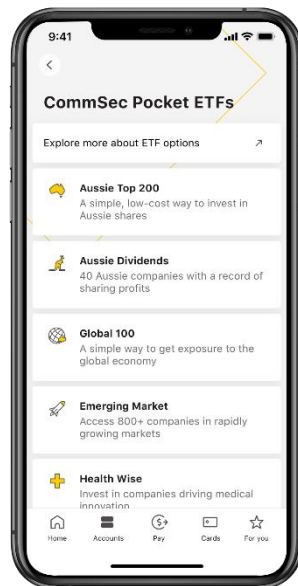 9:41
CommSec Pocket ETFs
Explore more about ETF options
Aussie Top 200
A simple, low-cost way to invest in
Aussie shares
Aussie Dividends
40 Aussie companies with a record of
sharing profits
Global 100
A simple way to get exposure to the
global economy
Emerging Market
Access 800+ companies in rapidly
growing markets
Health Wise
Invest in companies driving medical
innovation
Home
Accounts
Pay
Cards
For you